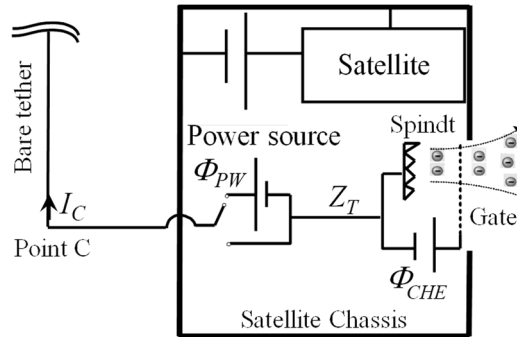 Bare tether
I_C
Point C
Satellite
Power source
Φ_PW
Z_T
Spindt
Gate
Φ_CHE
Satellite Chassis